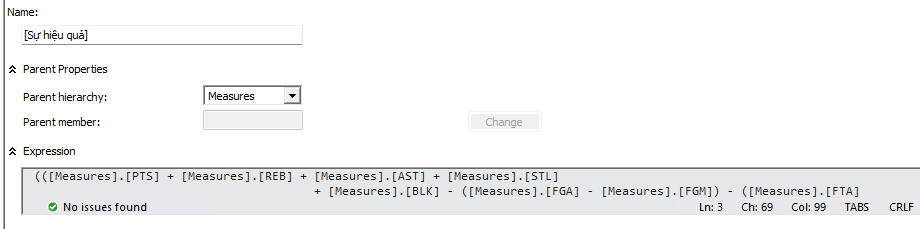 Name:
[Sự hiệu quả]
Parent Properties
Parent hierarchy:
Measures
Parent member:
Change
Expression
(([Measures].[PTS] + [Measures].[REB] + [Measures].[AST] + [Measures].[STL]
+ [Measures].[BLK] - ([Measures].[FGA] - [Measures].[FGM]) - ([Measures].[FTA]
No issues found Ln: 3 Ch: 69 Col: 99 TABS CRLF